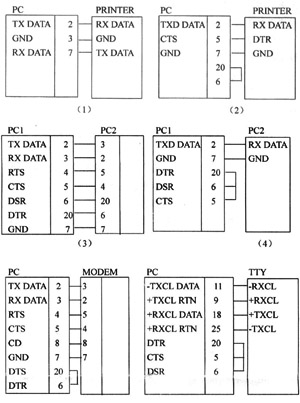 PC PRINTER
TX DATA 2 RX DATA
GND 3 GND
RX DATA 7 TX DATA
(1)
PC PRINTER
TXD DATA 2 RX DATA
CTS 5 DTR
GND 7 GND
20
6
(2)
PC1 PC2
TX DATA 2 3
RX DATA 3 2
RTS 4 5
CTS 5 4
DSR 6 20
DTR 20 6
GND 7 7
(3)
PC1 PC2
TXD DATA 2 RX DATA
GND 7 GND
DTR 20
DSR 6
CTS 5
(4)
PC MODEM
TX DATA 2 3
RX DATA 3 2
RTS 4 5
CTS 5 4
CD 8 8
GND 7 7
DTS 20
DTR 6
PC TTY
-TXCL DATA 11 -RXCL
+TXCL RTN 9 +RXCL
+RXCL DATA 18 +TXCL
+RXCL RTN 25 -TXCL
DTR 20
CTS 5
DSR 6